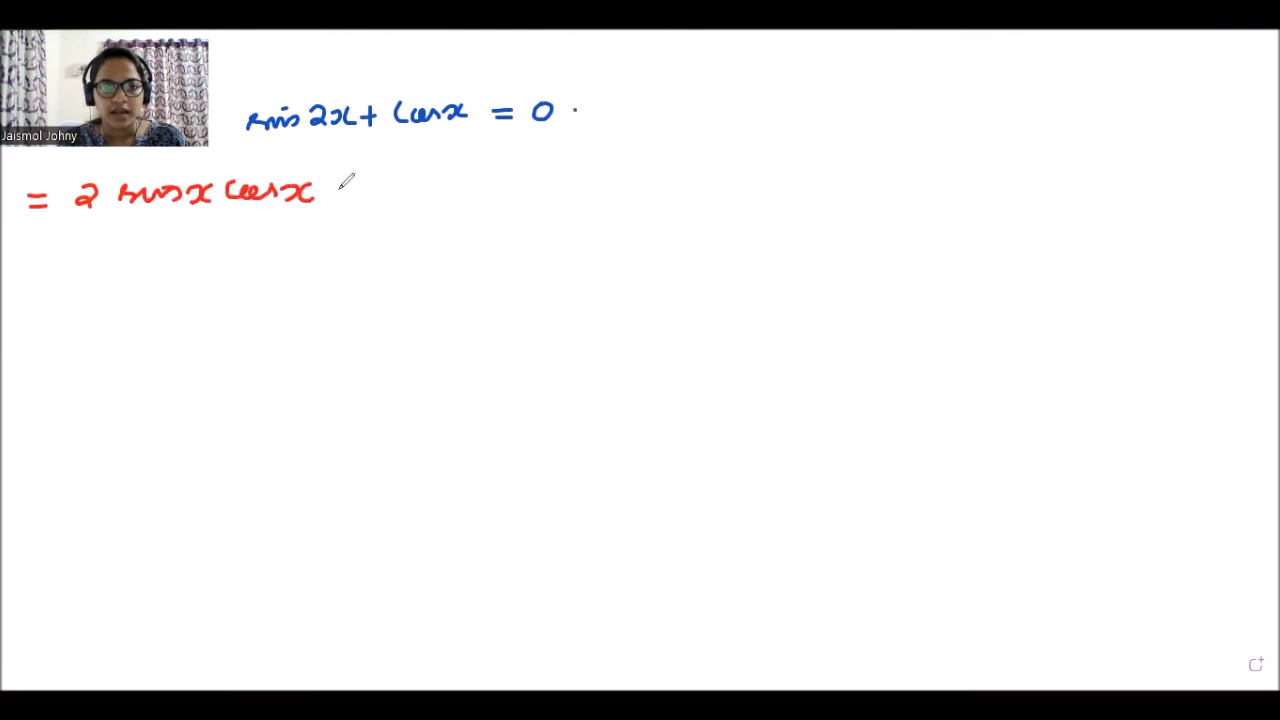 sin 2x + cos x = 0 .
Jaismol Johny
= 2 sin x cos x